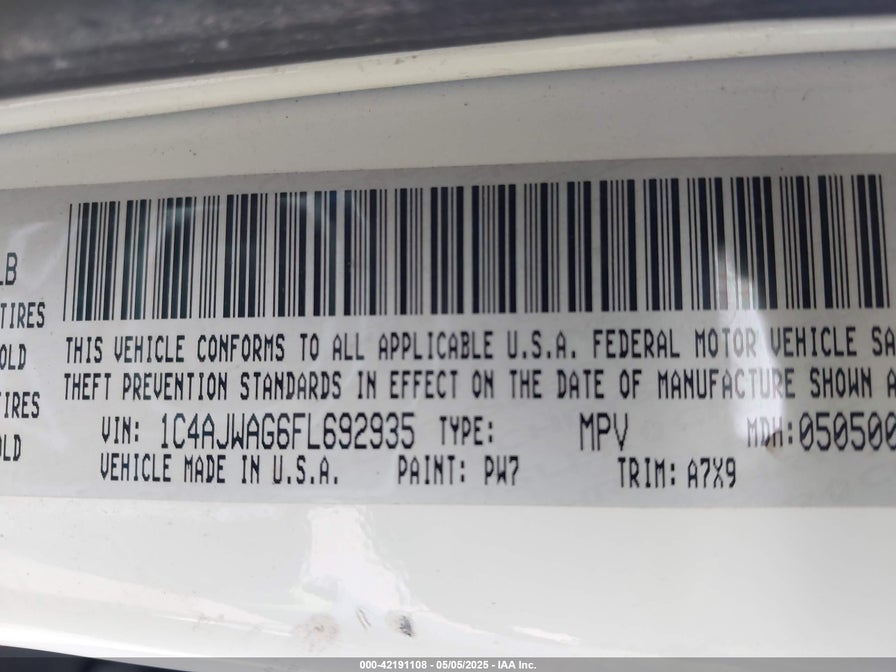 LB
TIRES
OLD
TIRES
OLD
THIS VEHICLE CONFORMS TO ALL APPLICABLE U.S.A. FEDERAL MOTOR VEHICLE SA
THEFT PREVENTION STANDARDS IN EFFECT ON THE DATE OF MANUFACTURE SHOWN A
VIN: 1C4AJWAG6FL692935 TYPE: MPV MDH:050500
VEHICLE MADE IN U.S.A. PAINT: PW7 TRIM: A7X9
000-42191108 - 05/05/2025 - IAA Inc.